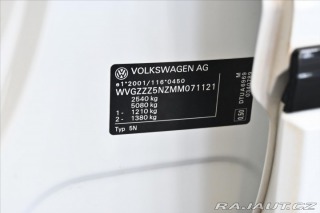 VOLKSWAGEN AG
e1*2001/116*0450
WVGZZZ5NZMM071121
2540 kg
5080 kg
1- 1210 kg
2- 1380 kg
Typ 5N
RAJAUT.CZ